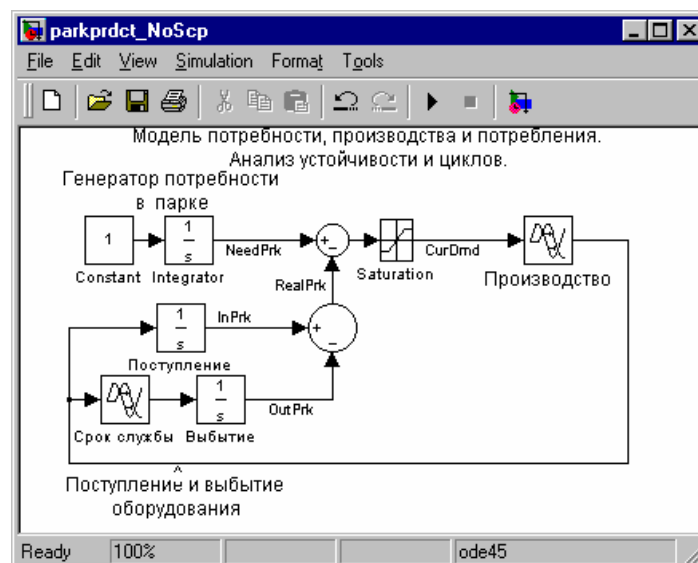 parkprdct_NoScp
File Edit View Simulation Format Tools
Модель потребности, производства и потребления.
Анализ устойчивости и циклов.
Генератор потребности
в парке
1
1
s
NeedPrk
CurDmd
Constant
Integrator
RealPrk
Saturation
Производство
1
s
InPrk
Поступление
1
s
OutPrk
Срок службы
Выбытие
Поступление и выбытие
оборудования
Ready 100% ode45